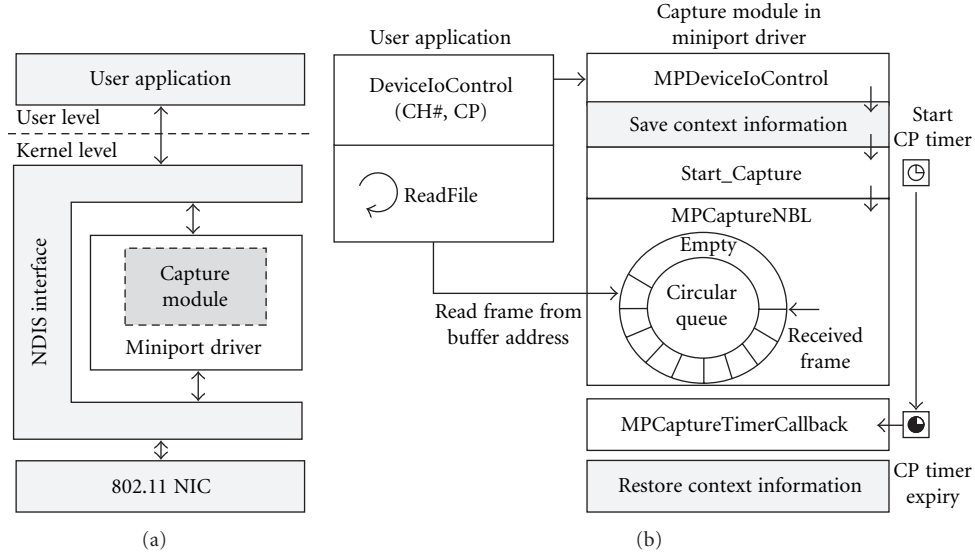 User application
User level
Kernel level
NDIS interface
Capture
module
Miniport driver
802.11 NIC
(a)
User application
DeviceIoControl
(CH#, CP)
ReadFile
Read frame from
buffer address
Capture module in
miniport driver
MPDeviceIoControl
Save context information
Start_Capture
MPCaptureNBL
Empty
Circular
queue
Received
frame
MPCaptureTimerCallback
Restore context information
Start
CP timer
CP timer
expiry
(b)